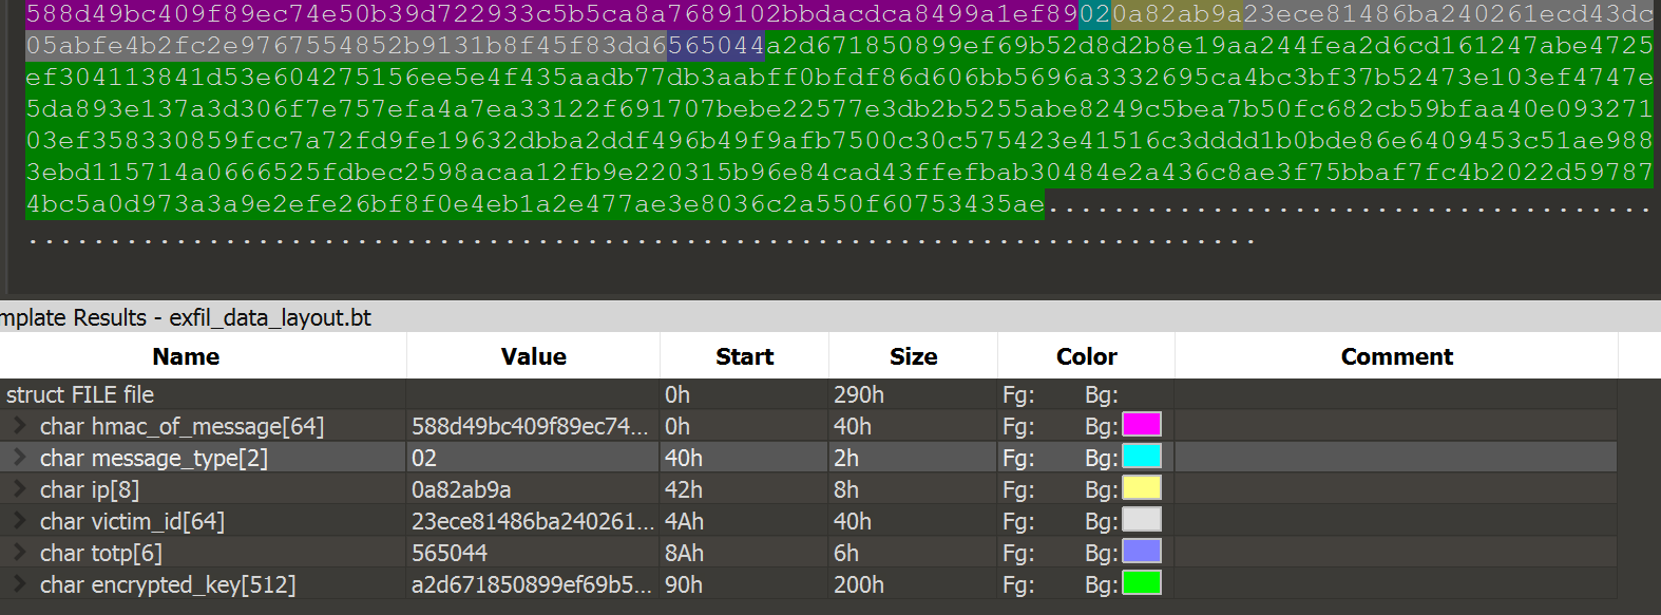 588d49bc409f89ec74e50b39d722933c5b5ca8a7689102bbdacdca8499a1ef89020a82ab9a23ece81486ba240261ecd43dc
05abfe4b2fc2e9767554852b9131b8f45f83dd6565044a2d671850899ef69b52d8d2b8e19aa244fea2d6cd161247abe4725
ef304113841d53e604275156ee5e4f435aadb77db3aabff0bfdf86d606bb5696a3332695ca4bc3bf37b52473e103ef4747e
5da893e137a3d306f7e757efa4a7ea33122f691707bebe22577e3db2b5255abe8249c5bea7b50fc682cb59bfaa40e093271
03ef358330859fcc7a72fd9fe19632dbba2ddf496b49f9afb7500c30c575423e41516c3dddd1b0bde86e6409453c51ae988
3ebd115714a0666525fdbec2598acaa12fb9e220315b96e84cad43ffefbab30484e2a436c8ae3f75bbaf7fc4b2022d59787
4bc5a0d973a3a9e2efe26bf8f0e4eb1a2e477ae3e8036c2a550f60753435ae...................................
............................................................................
mplate Results - exfil_data_layout.bt
Name Value Start Size Color Comment
struct FILE file 0h 290h Fg: Bg:
char hmac_of_message[64] 588d49bc409f89ec74... 0h 40h Fg: Bg:
char message_type[2] 02 40h 2h Fg: Bg:
char ip[8] 0a82ab9a 42h 8h Fg: Bg:
char victim_id[64] 23ece81486ba240261... 4Ah 40h Fg: Bg:
char totp[6] 565044 8Ah 6h Fg: Bg:
char encrypted_key[512] a2d671850899ef69b5... 90h 200h Fg: Bg: